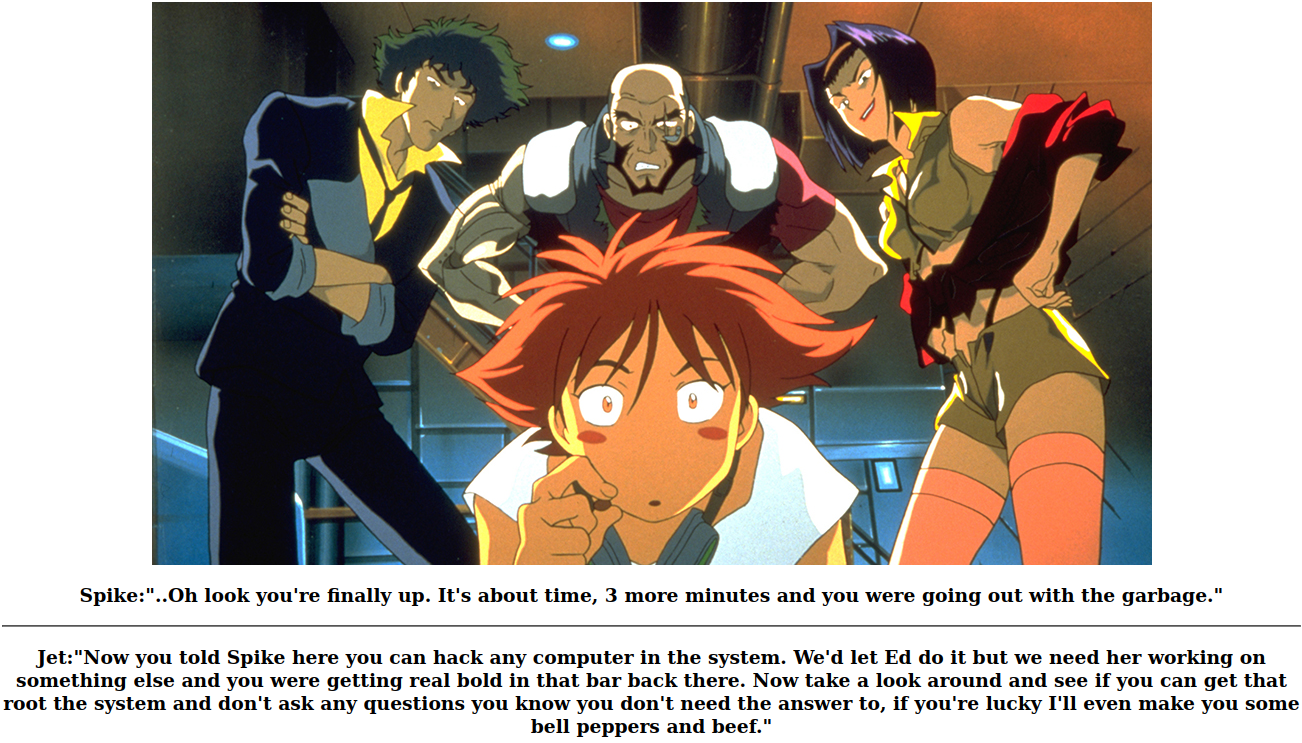 Spike:"..Oh look you're finally up. It's about time, 3 more minutes and you were going out with the garbage."
Jet:"Now you told Spike here you can hack any computer in the system. We'd let Ed do it but we need her working on
something else and you were getting real bold in that bar back there. Now take a look around and see if you can get that
root the system and don't ask any questions you know you don't need the answer to, if you're lucky I'll even make you some
bell peppers and beef."